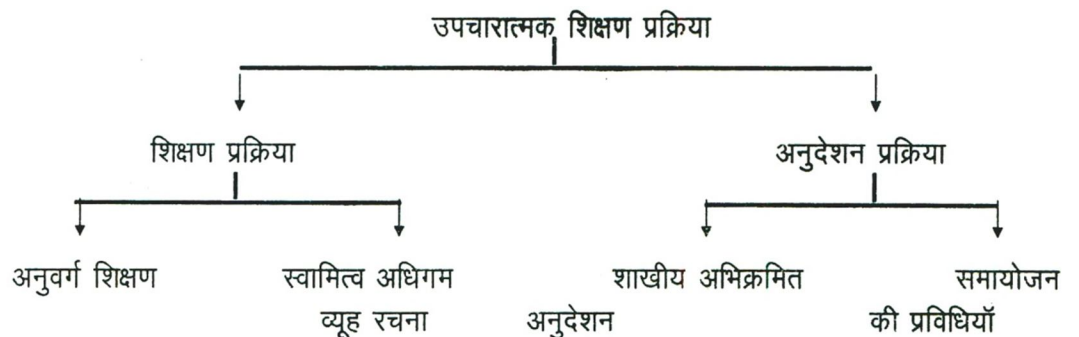 उपचारात्मक शिक्षण प्रक्रिया
शिक्षण प्रक्रिया
अनुदेशन प्रक्रिया
अनुवर्ग शिक्षण
स्वामित्व अधिगम
व्यूह रचना
शाखीय अभिक्रमित
अनुदेशन
समायोजन
की प्रविधियॉ